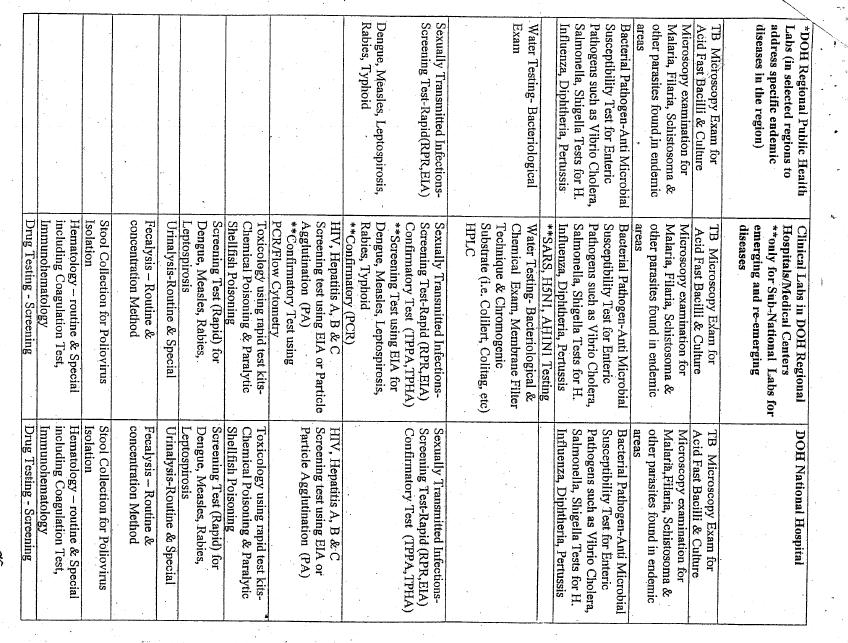 *DOH Regional Public Health
Labs (in selected regions to
address specific endemic
diseases in the region)
Clinical Labs in DOH Regional
Hospitals/Medical Centers
**only for Sub-National Labs for
emerging and re-emerging
diseases
DOH National Hospital
TB Microscopy Exam for
Acid Fast Bacilli & Culture
TB Microscopy Exam for
Acid Fast Bacilli & Culture
TB Microscopy Exam for
Acid Fast Bacilli & Culture
Microscopy examination for
Malaria, Filaria, Schistosoma &
other parasites found in endemic
areas
Microscopy examination for
Malaria, Filaria, Schistosoma &
other parasites found in endemic
areas
Microscopy examination for
Malaria,Filaria, Schistosoma &
other parasites found in endemic
areas
Bacterial Pathogen-Anti Microbial
Susceptibility Test for Enteric
Pathogens such as Vibrio Cholera,
Salmonella, Shigella Tests for H.
Influenza, Diphtheria, Pertussis
Bacterial Pathogen-Anti Microbial
Susceptibility Test for Enteric
Pathogens such as Vibrio Cholera,
Salmonella, Shigella Tests for H.
Influenza, Diphtheria, Pertussis
**SARS, H5N1, AH1N1 Testing
Bacterial Pathogen-Anti Microbial
Susceptibility Test for Enteric
Pathogens such as Vibrio Cholera,
Salmonella, Shigella Tests for H.
Influenza, Diphtheria, Pertussis
Water Testing- Bacteriological
Exam
Water Testing- Bacteriological &
Chemical Exam, Membrane Filter
Technique & Chromogenic
Substrate (i.e. Colilert, Colitag, etc)
HPLC
Sexually Transmitted Infections-
Screening Test-Rapid(RPR,EIA)
Sexually Transmitted Infections-
Screening Test-Rapid (RPR,EIA)
Confirmatory Test (TPPA,TPHA)
**Screening Test using EIA for
Dengue, Measles, Leptospirosis,
Rabies, Typhoid
**Confirmatory (PCR)
Sexually Transmitted Infections-
Screening Test-Rapid (RPR,EIA)
Confirmatory Test (TPPA,TPHA)
Dengue, Measles, Leptospirosis,
Rabies, Typhoid
HIV, Hepatitis A, B & C
Screening test using EIA or Particle
Agglutination (PA)
**Confirmatory Test using
PCR/Flow Cytometry
HIV. Hepatitis A, B & C
Screening test using EIA or
Particle Agglutination (PA)
Toxicology using rapid test kits-
Chemical Poisoning & Paralytic
Shellfish Poisoning
Toxicology using rapid test kits-
Chemical Poisoning & Paralytic
Shellfish Poisoning
Screening Test (Rapid) for
Dengue, Measles, Rabies,
Leptospirosis
Screening Test (Rapid) for
Dengue, Measles, Rabies,
Leptospirosis
Urinalysis-Routine & Special
Urinalysis-Routine & Special
Fecalysis – Routine &
concentration Method
Fecalysis – Routine &
concentration Method
Stool Collection for Poliovirus
Isolation
Stool Collection for Poliovirus
Isolation
Hematology – routine & Special
including Coagulation Test,
Immunohematology
Hematology – routine & Special
including Coagulation Test,
Immunohematology
Drug Testing - Screening
Drug Testing - Screening